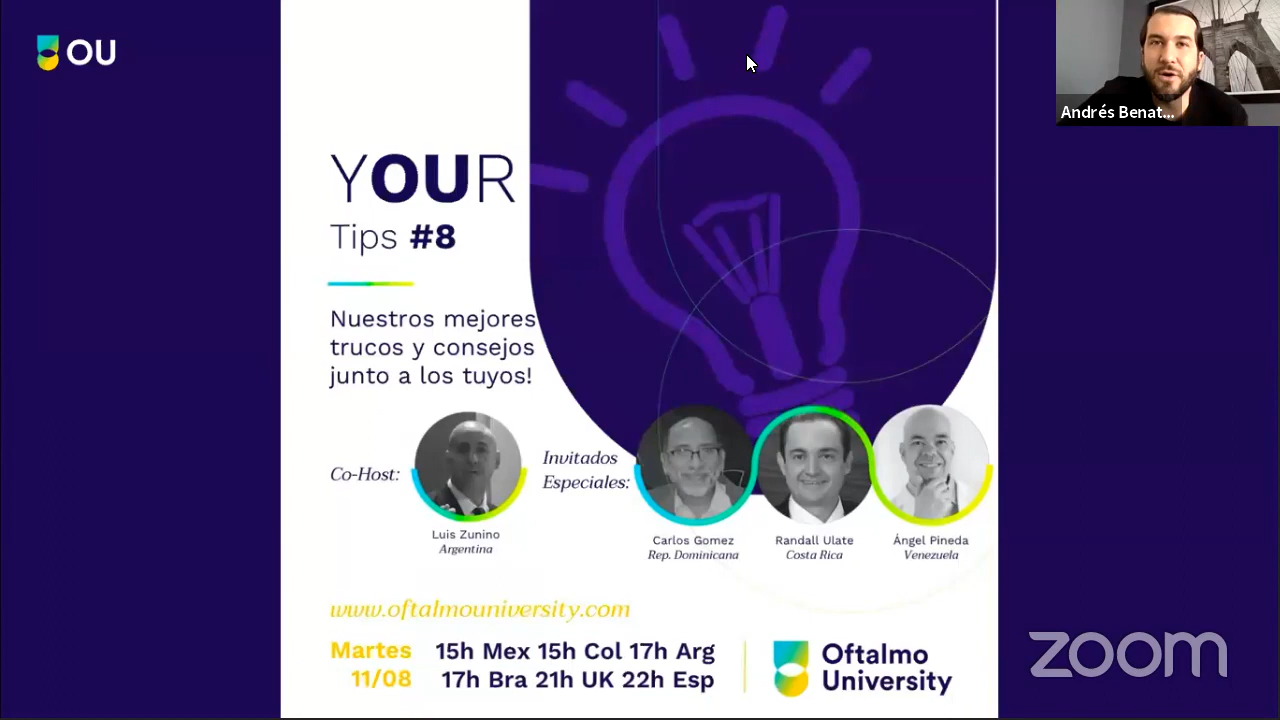 OU
Andrés Benat...
YOUR
Tips #8
Nuestros mejores
trucos y consejos
junto a los tuyos!
Co-Host:
Luis Zunino
Argentina
Invitados
Especiales:
Carlos Gomez
Rep. Dominicana
Randall Ulate
Costa Rica
Ángel Pineda
Venezuela
www.oftalmouniversity.com
Martes
11/08
15h Mex 15h Col 17h Arg
17h Bra 21h UK 22h Esp
Oftalmo
University
zoom